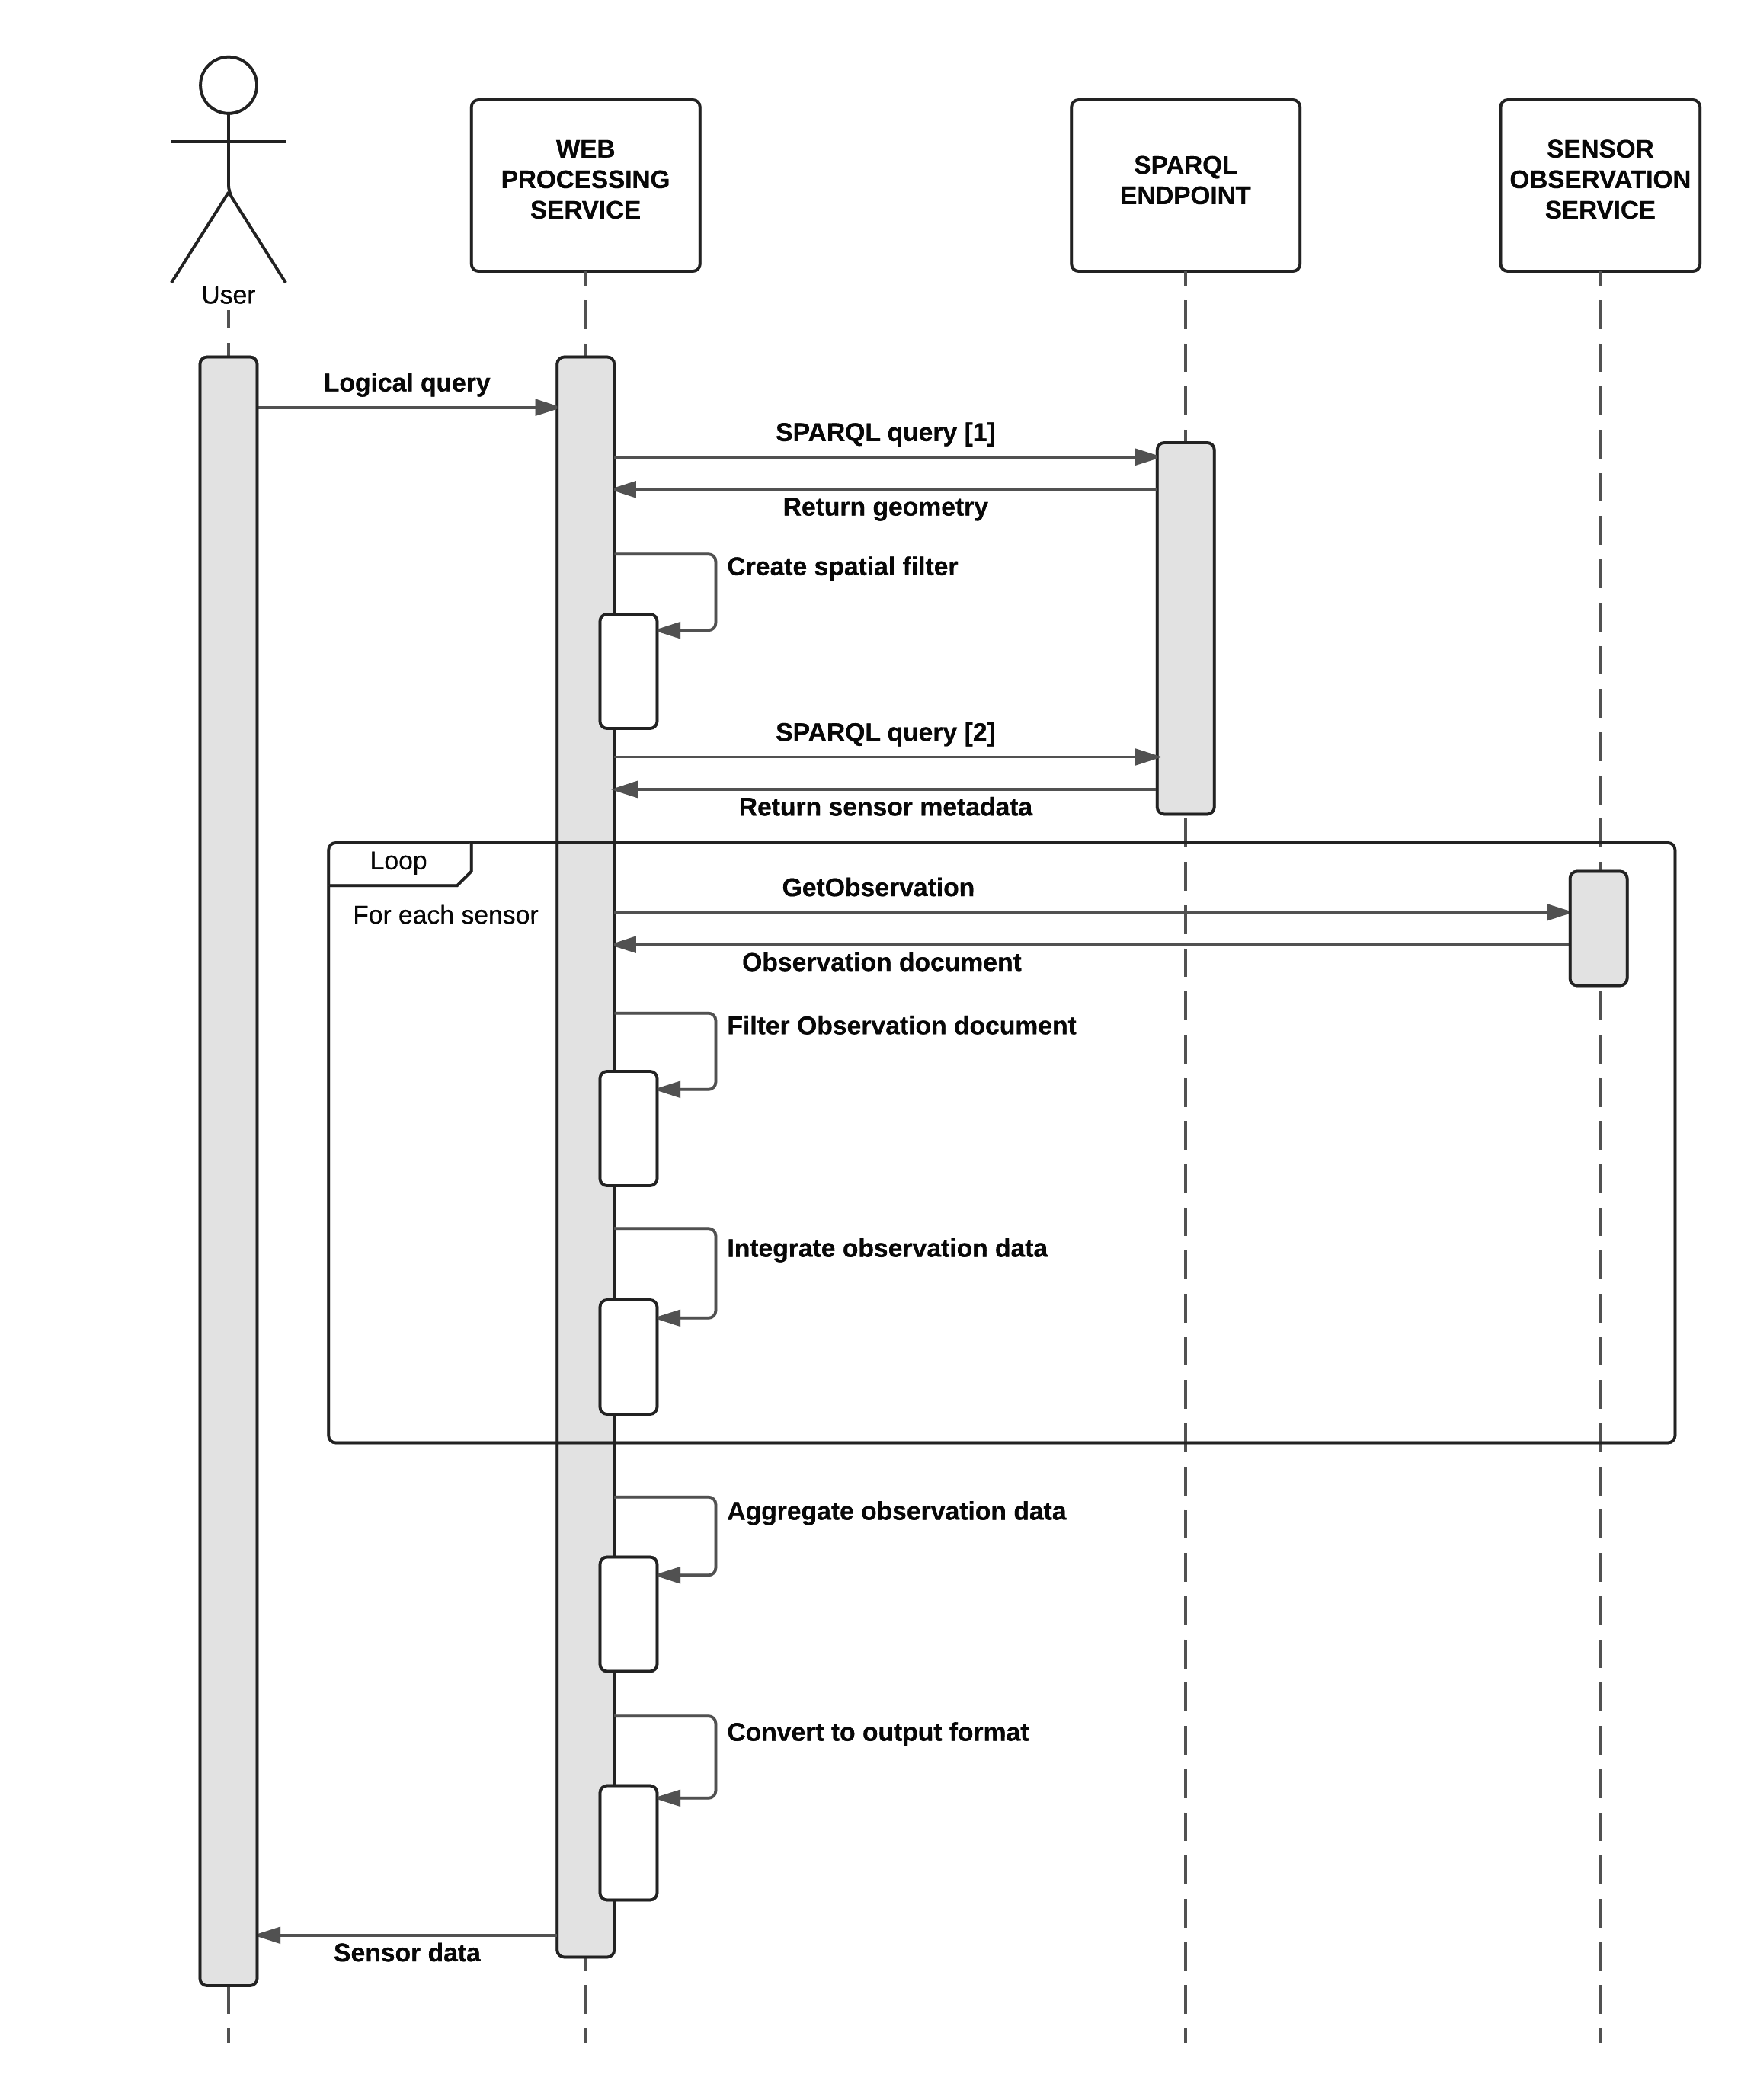 WEB
PROCESSING
SERVICE
SPARQL
ENDPOINT
SENSOR
OBSERVATION
SERVICE
User
Logical query
SPARQL query [1]
Return geometry
Create spatial filter
SPARQL query [2]
Return sensor metadata
Loop
For each sensor
GetObservation
Observation document
Filter Observation document
Integrate observation data
Aggregate observation data
Convert to output format
Sensor data